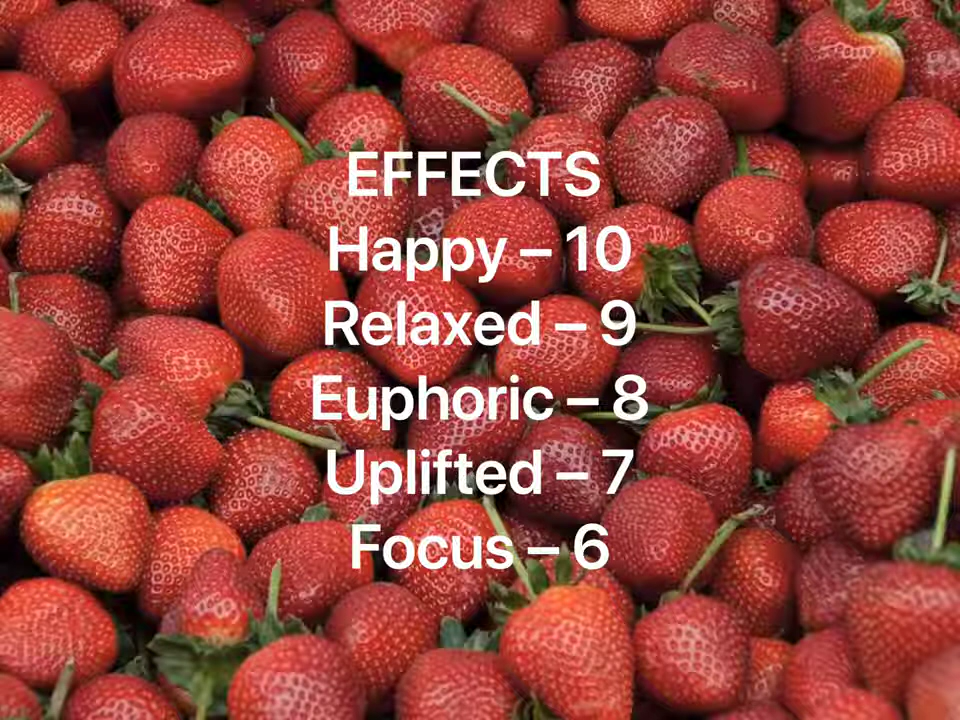 EFFECTS
Happy – 10
Relaxed – 9
Euphoric – 8
Uplifted – 7
Focus – 6